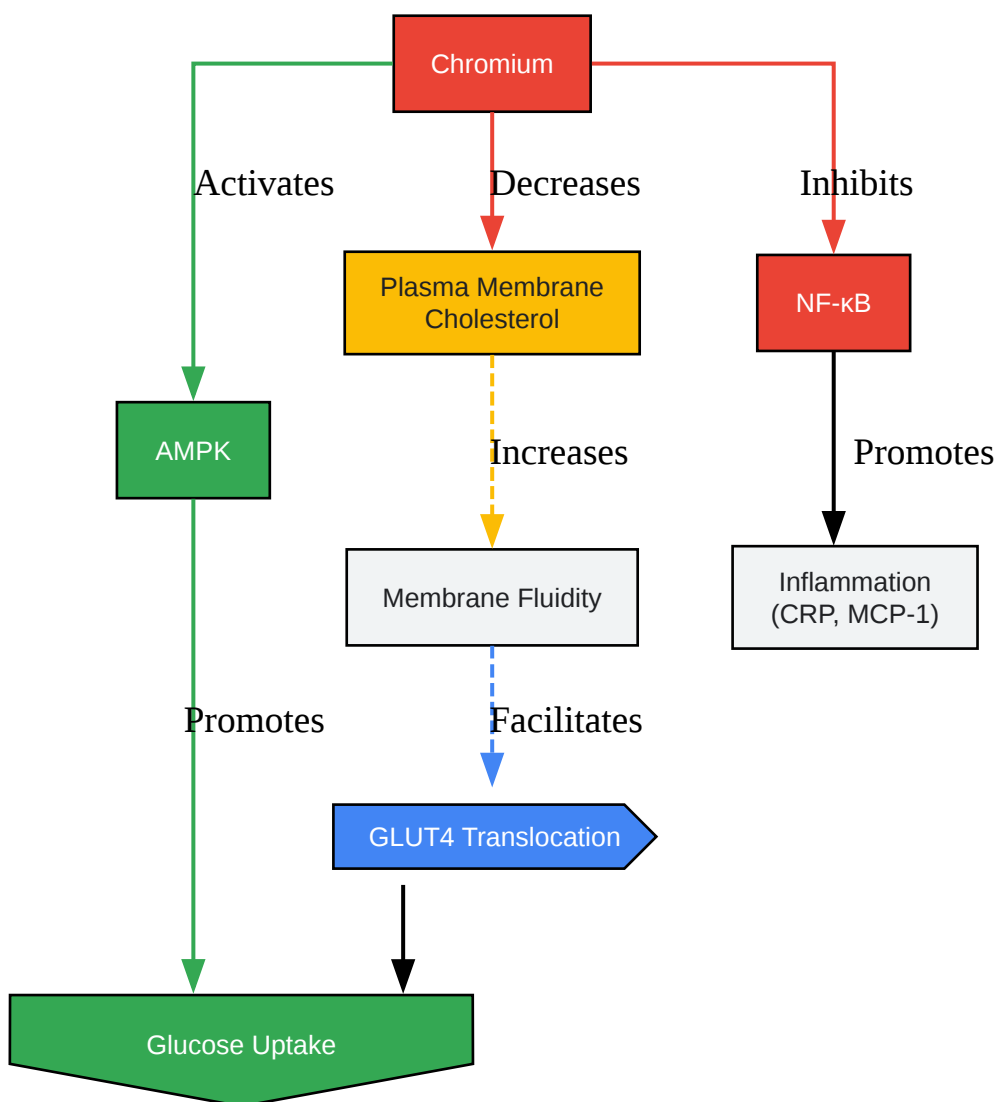 Chromium
Activates
Decreases
Inhibits
Plasma Membrane
Cholesterol
NF-κB
AMPK
Increases
Promotes
Membrane Fluidity
Inflammation
(CRP, MCP-1)
Promotes
Facilitates
GLUT4 Translocation
Glucose Uptake